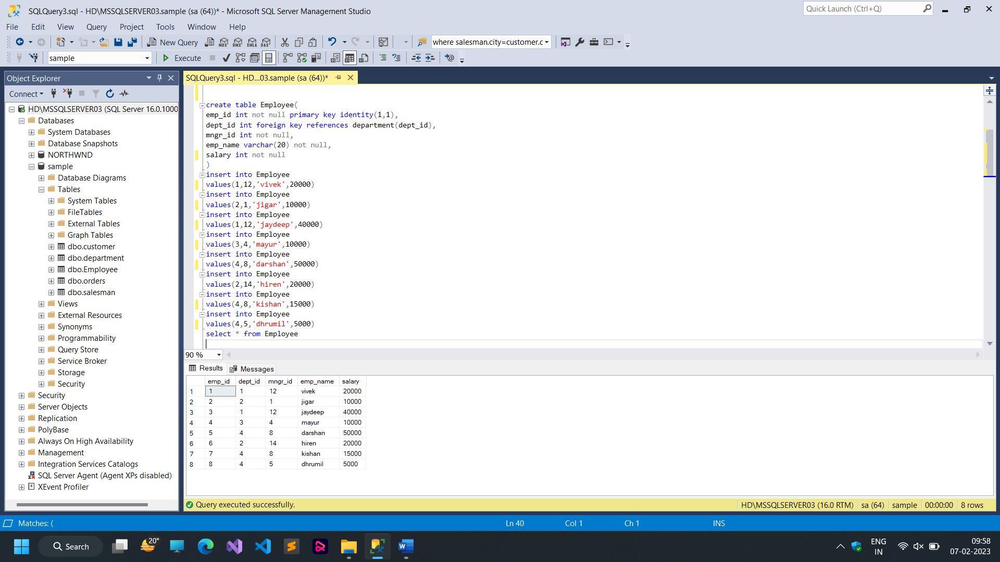 SQLQuery3.sql - HD\MSSQLSERVER03.sample (sa (64))* - Microsoft SQL Server Management Studio
Quick Launch (Ctrl+Q)
File Edit View Query Project Tools Window Help
New Query
MDX DMX XMLA DAX
where salesman.city=customer.c
sample
Execute
Object Explorer
SQLQuery3.sql - HD...03.sample (sa (64))*
Connect
HD\MSSQLSERVER03 (SQL Server 16.0.1000
Databases
System Databases
Database Snapshots
NORTHWND
sample
Database Diagrams
Tables
System Tables
FileTables
External Tables
Graph Tables
dbo.customer
dbo.department
dbo.Employee
dbo.orders
dbo.salesman
Views
External Resources
Synonyms
Programmability
Query Store
Service Broker
Storage
Security
Security
Server Objects
Replication
PolyBase
Always On High Availability
Management
Integration Services Catalogs
SQL Server Agent (Agent XPs disabled)
XEvent Profiler
create table Employee(
emp_id int not null primary key identity(1,1),
dept_id int foreign key references department(dept_id),
mngr_id int not null,
emp_name varchar(20) not null,
salary int not null
)
insert into Employee
values(1,12,'vivek',20000)
insert into Employee
values(2,1,'jigar',10000)
insert into Employee
values(1,12,'jaydeep',40000)
insert into Employee
values(3,4,'mayur',10000)
insert into Employee
values(4,8,'darshan',50000)
insert into Employee
values(2,14,'hiren',20000)
insert into Employee
values(4,8,'kishan',15000)
insert into Employee
values(4,5,'dhrumil',5000)
select * from Employee
90 %
Results Messages
emp_id dept_id mngr_id emp_name salary
1 1 1 12 vivek 20000
2 2 2 1 jigar 10000
3 3 1 12 jaydeep 40000
4 4 3 4 mayur 10000
5 5 4 8 darshan 50000
6 6 2 14 hiren 20000
7 7 4 8 kishan 15000
8 8 4 5 dhrumil 5000
Query executed successfully.
HD\MSSQLSERVER03 (16.0 RTM) sa (64) sample 00:00:00 8 rows
Matches: (
Ln 40 Col 1 Ch 1 INS
Search
20°
ENG
IN
09:58
07-02-2023